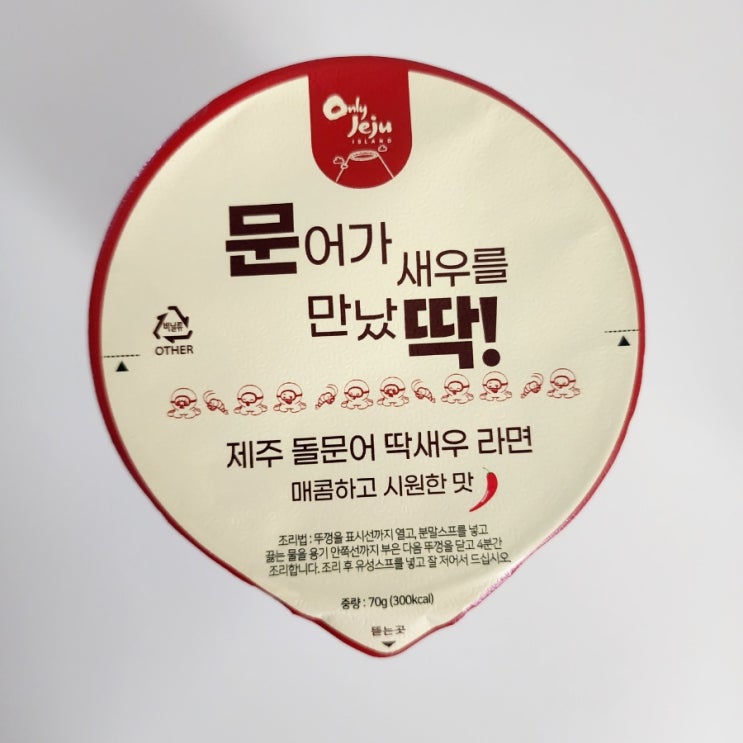 Only
Jeju
ISLAND
문어가
새우를
만났딱!
비닐류
OTHER
제주 돌문어 딱새우 라면
매콤하고 시원한 맛
조리법 : 뚜껑을 표시선까지 열고, 분말스프를 넣고
끓는 물을 용기 안쪽선까지 부은 다음 뚜껑을 닫고 4분간
조리합니다. 조리 후 유성스프를 넣고 잘 저어서 드십시오.
중량 : 70g (300kcal)
뜯는곳